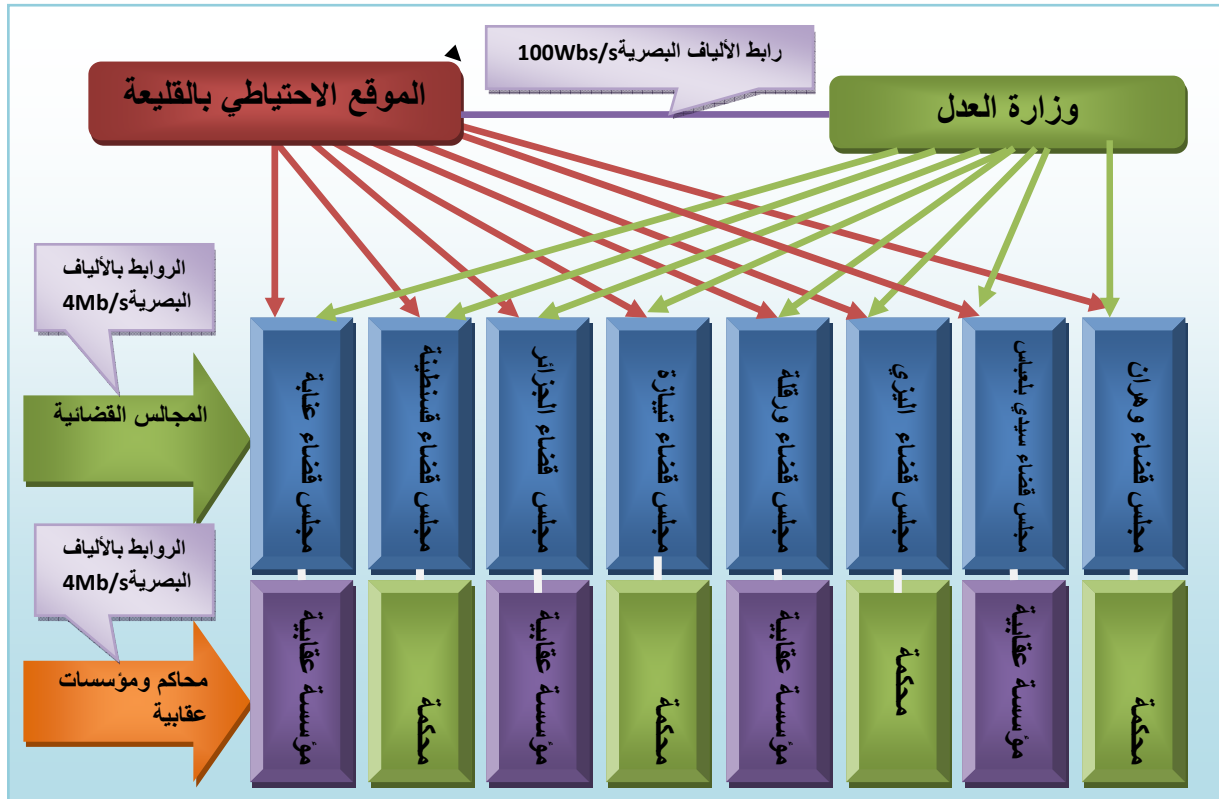 رابط الألياف البصرية100Wbs/s
وزارة العدل
الموقع الاحتياطي بالقليعة
الروابط بالألياف
البصرية4Mb/s
المجالس القضائية
مجلس قضاء وهران
مجلس قضاء سيدي بلعباس
مجلس قضاء اليزي
مجلس قضاء ورقلة
مجلس قضاء تيبازة
مجلس قضاء الجزائر
مجلس قضاء قسنطينة
مجلس قضاء عنابة
الروابط بالألياف
البصرية4Mb/s
محاكم ومؤسسات
عقابية
محكمة
مؤسسة عقابية
محكمة
مؤسسة عقابية
محكمة
مؤسسة عقابية
محكمة
مؤسسة عقابية